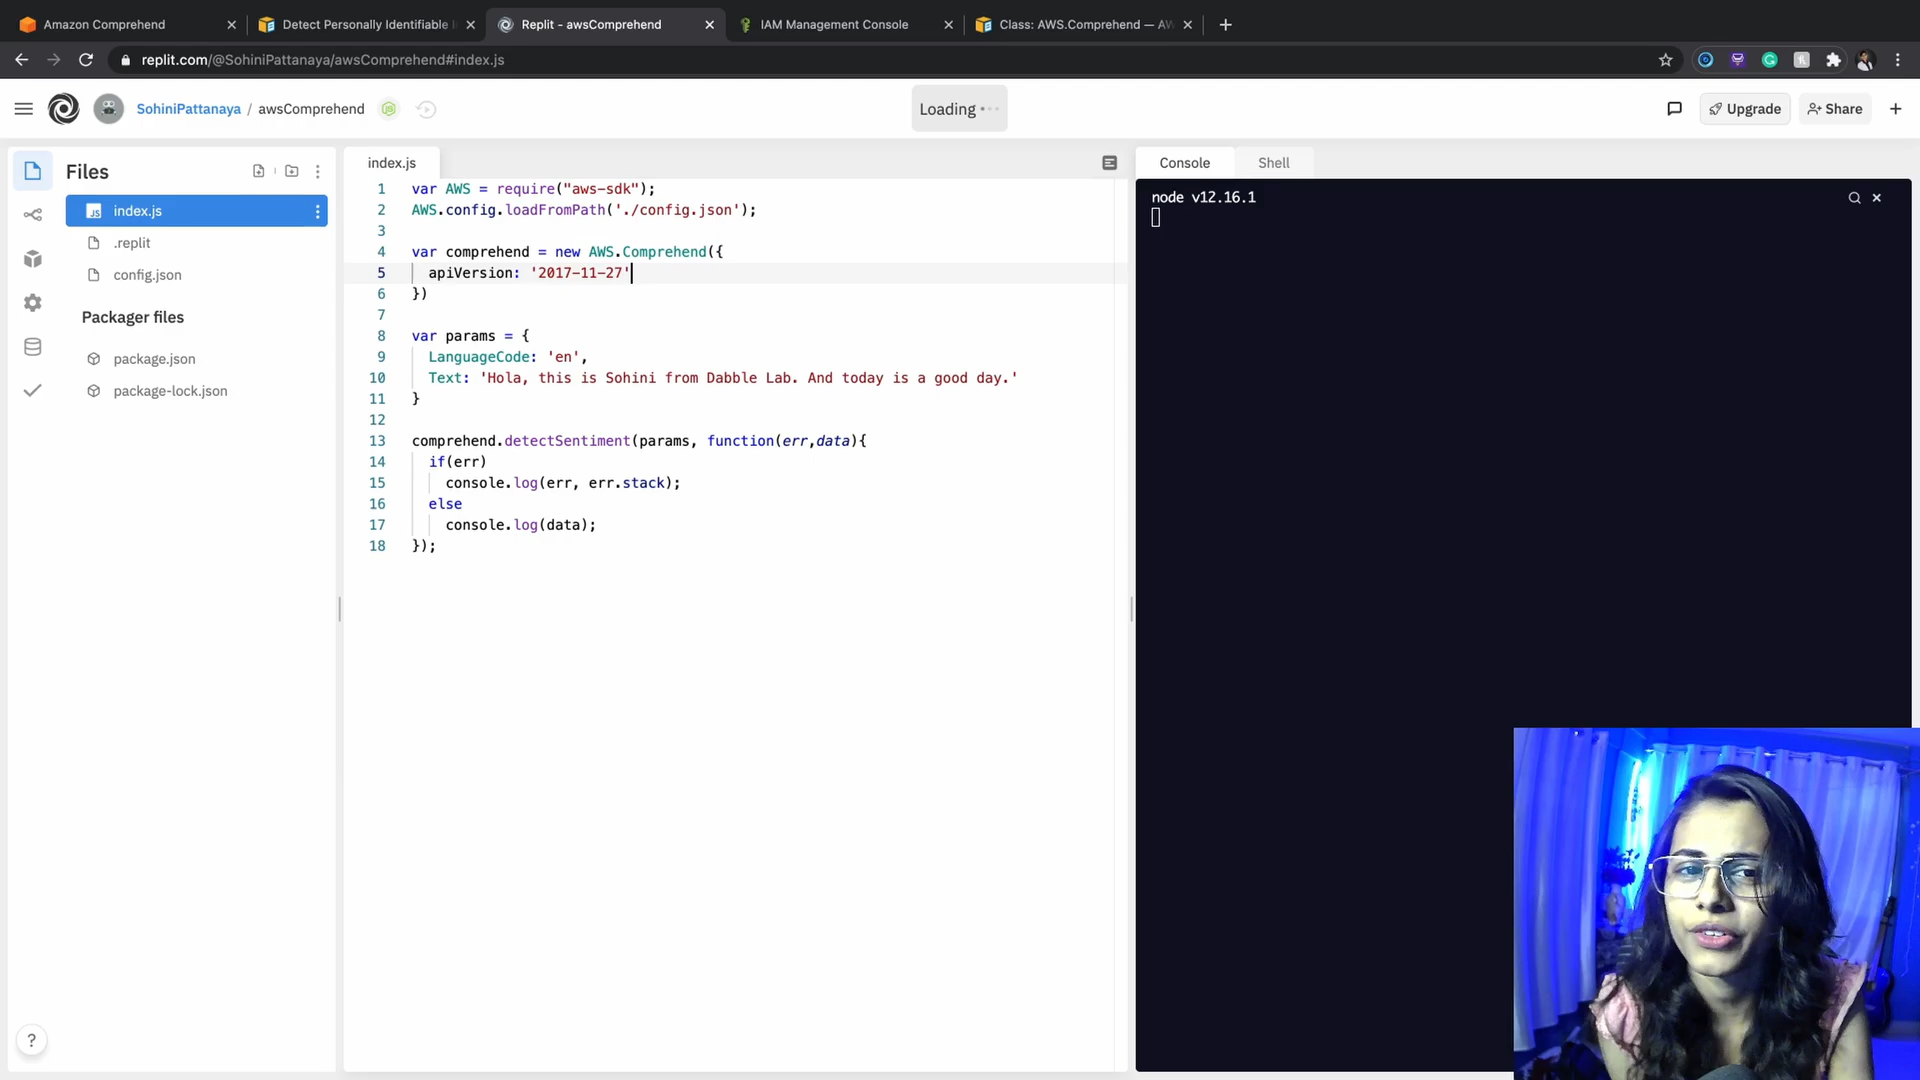 Amazon Comprehend
Detect Personally Identifiable I
Replit - awsComprehend
IAM Management Console
Class: AWS.Comprehend — AW
replit.com/@SohiniPattanaya/awsComprehend#index.js
SohiniPattanaya / awsComprehend
Loading
Upgrade
Share
Files
index.js
.replit
config.json
Packager files
package.json
package-lock.json
index.js
1 var AWS = require("aws-sdk");
2 AWS.config.loadFromPath('./config.json');
3
4 var comprehend = new AWS.Comprehend({
5 apiVersion: '2017-11-27'
6 })
7
8 var params = {
9 LanguageCode: 'en',
10 Text: 'Hola, this is Sohini from Dabble Lab. And today is a good day.'
11 }
12
13 comprehend.detectSentiment(params, function(err,data){
14 if(err)
15 console.log(err, err.stack);
16 else
17 console.log(data);
18 });
Console
Shell
node v12.16.1
?